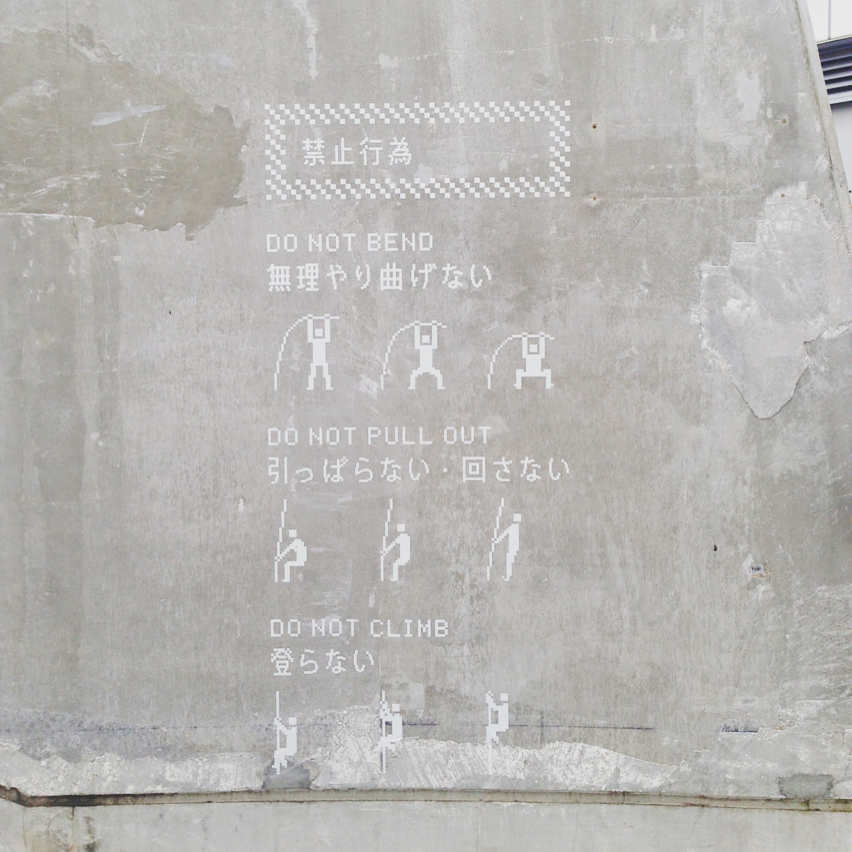 禁止行為
DO NOT BEND
無理やり曲げない
DO NOT PULL OUT
引っぱらない・回さない
DO NOT CLIMB
登らない